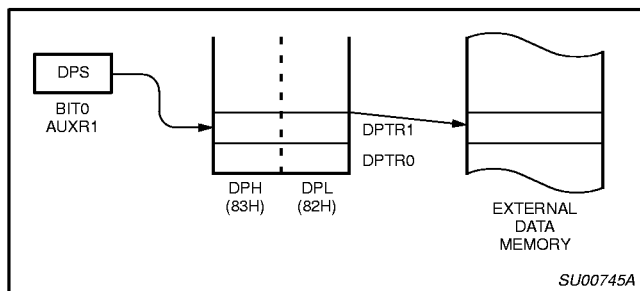 DPS
BIT0
AUXR1
DPTR1
DPTR0
DPH
(83H)
DPL
(82H)
EXTERNAL
DATA
MEMORY
SU00745A